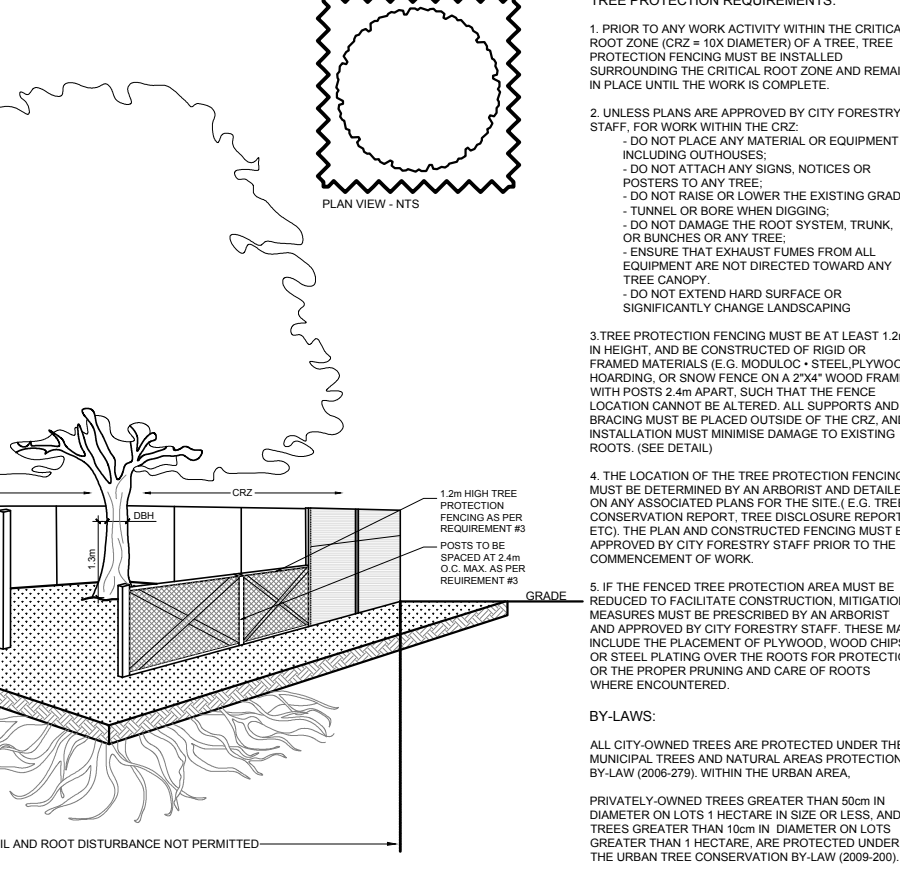 PLAN VIEW - NTS
CRZ
DBH
1.3m
1.2m HIGH TREE
PROTECTION
FENCING AS PER
REQUIREMENT #3
POSTS TO BE
SPACED AT 2.4m
O.C. MAX. AS PER
REUIREMENT #3
GRADE
IL AND ROOT DISTURBANCE NOT PERMITTED
TREE PROTECTION REQUIREMENTS:
1. PRIOR TO ANY WORK ACTIVITY WITHIN THE CRITICA
ROOT ZONE (CRZ = 10X DIAMETER) OF A TREE, TREE
PROTECTION FENCING MUST BE INSTALLED
SURROUNDING THE CRITICAL ROOT ZONE AND REMAI
IN PLACE UNTIL THE WORK IS COMPLETE.
2. UNLESS PLANS ARE APPROVED BY CITY FORESTRY
STAFF, FOR WORK WITHIN THE CRZ:
- DO NOT PLACE ANY MATERIAL OR EQUIPMENT
INCLUDING OUTHOUSES;
- DO NOT ATTACH ANY SIGNS, NOTICES OR
POSTERS TO ANY TREE;
- DO NOT RAISE OR LOWER THE EXISTING GRAD
- TUNNEL OR BORE WHEN DIGGING;
- DO NOT DAMAGE THE ROOT SYSTEM, TRUNK,
OR BUNCHES OR ANY TREE;
- ENSURE THAT EXHAUST FUMES FROM ALL
EQUIPMENT ARE NOT DIRECTED TOWARD ANY
TREE CANOPY.
- DO NOT EXTEND HARD SURFACE OR
SIGNIFICANTLY CHANGE LANDSCAPING
3.TREE PROTECTION FENCING MUST BE AT LEAST 1.2m
IN HEIGHT, AND BE CONSTRUCTED OF RIGID OR
FRAMED MATERIALS (E.G. MODULOC • STEEL,PLYWOO
HOARDING, OR SNOW FENCE ON A 2"X4" WOOD FRAM
WITH POSTS 2.4m APART, SUCH THAT THE FENCE
LOCATION CANNOT BE ALTERED. ALL SUPPORTS AND
BRACING MUST BE PLACED OUTSIDE OF THE CRZ, AND
INSTALLATION MUST MINIMISE DAMAGE TO EXISTING
ROOTS. (SEE DETAIL)
4. THE LOCATION OF THE TREE PROTECTION FENCING
MUST BE DETERMINED BY AN ARBORIST AND DETAILE
ON ANY ASSOCIATED PLANS FOR THE SITE.( E.G. TREE
CONSERVATION REPORT, TREE DISCLOSURE REPORT
ETC). THE PLAN AND CONSTRUCTED FENCING MUST B
APPROVED BY CITY FORESTRY STAFF PRIOR TO THE
COMMENCEMENT OF WORK.
5. IF THE FENCED TREE PROTECTION AREA MUST BE
REDUCED TO FACILITATE CONSTRUCTION, MITIGATIO
MEASURES MUST BE PRESCRIBED BY AN ARBORIST
AND APPROVED BY CITY FORESTRY STAFF. THESE MA
INCLUDE THE PLACEMENT OF PLYWOOD, WOOD CHIPS
OR STEEL PLATING OVER THE ROOTS FOR PROTECTIO
OR THE PROPER PRUNING AND CARE OF ROOTS
WHERE ENCOUNTERED.
BY-LAWS:
ALL CITY-OWNED TREES ARE PROTECTED UNDER THE
MUNICIPAL TREES AND NATURAL AREAS PROTECTION
BY-LAW (2006-279). WITHIN THE URBAN AREA,
PRIVATELY-OWNED TREES GREATER THAN 50cm IN
DIAMETER ON LOTS 1 HECTARE IN SIZE OR LESS, AND
TREES GREATER THAN 10cm IN DIAMETER ON LOTS
GREATER THAN 1 HECTARE, ARE PROTECTED UNDER
THE URBAN TREE CONSERVATION BY-LAW (2009-200).